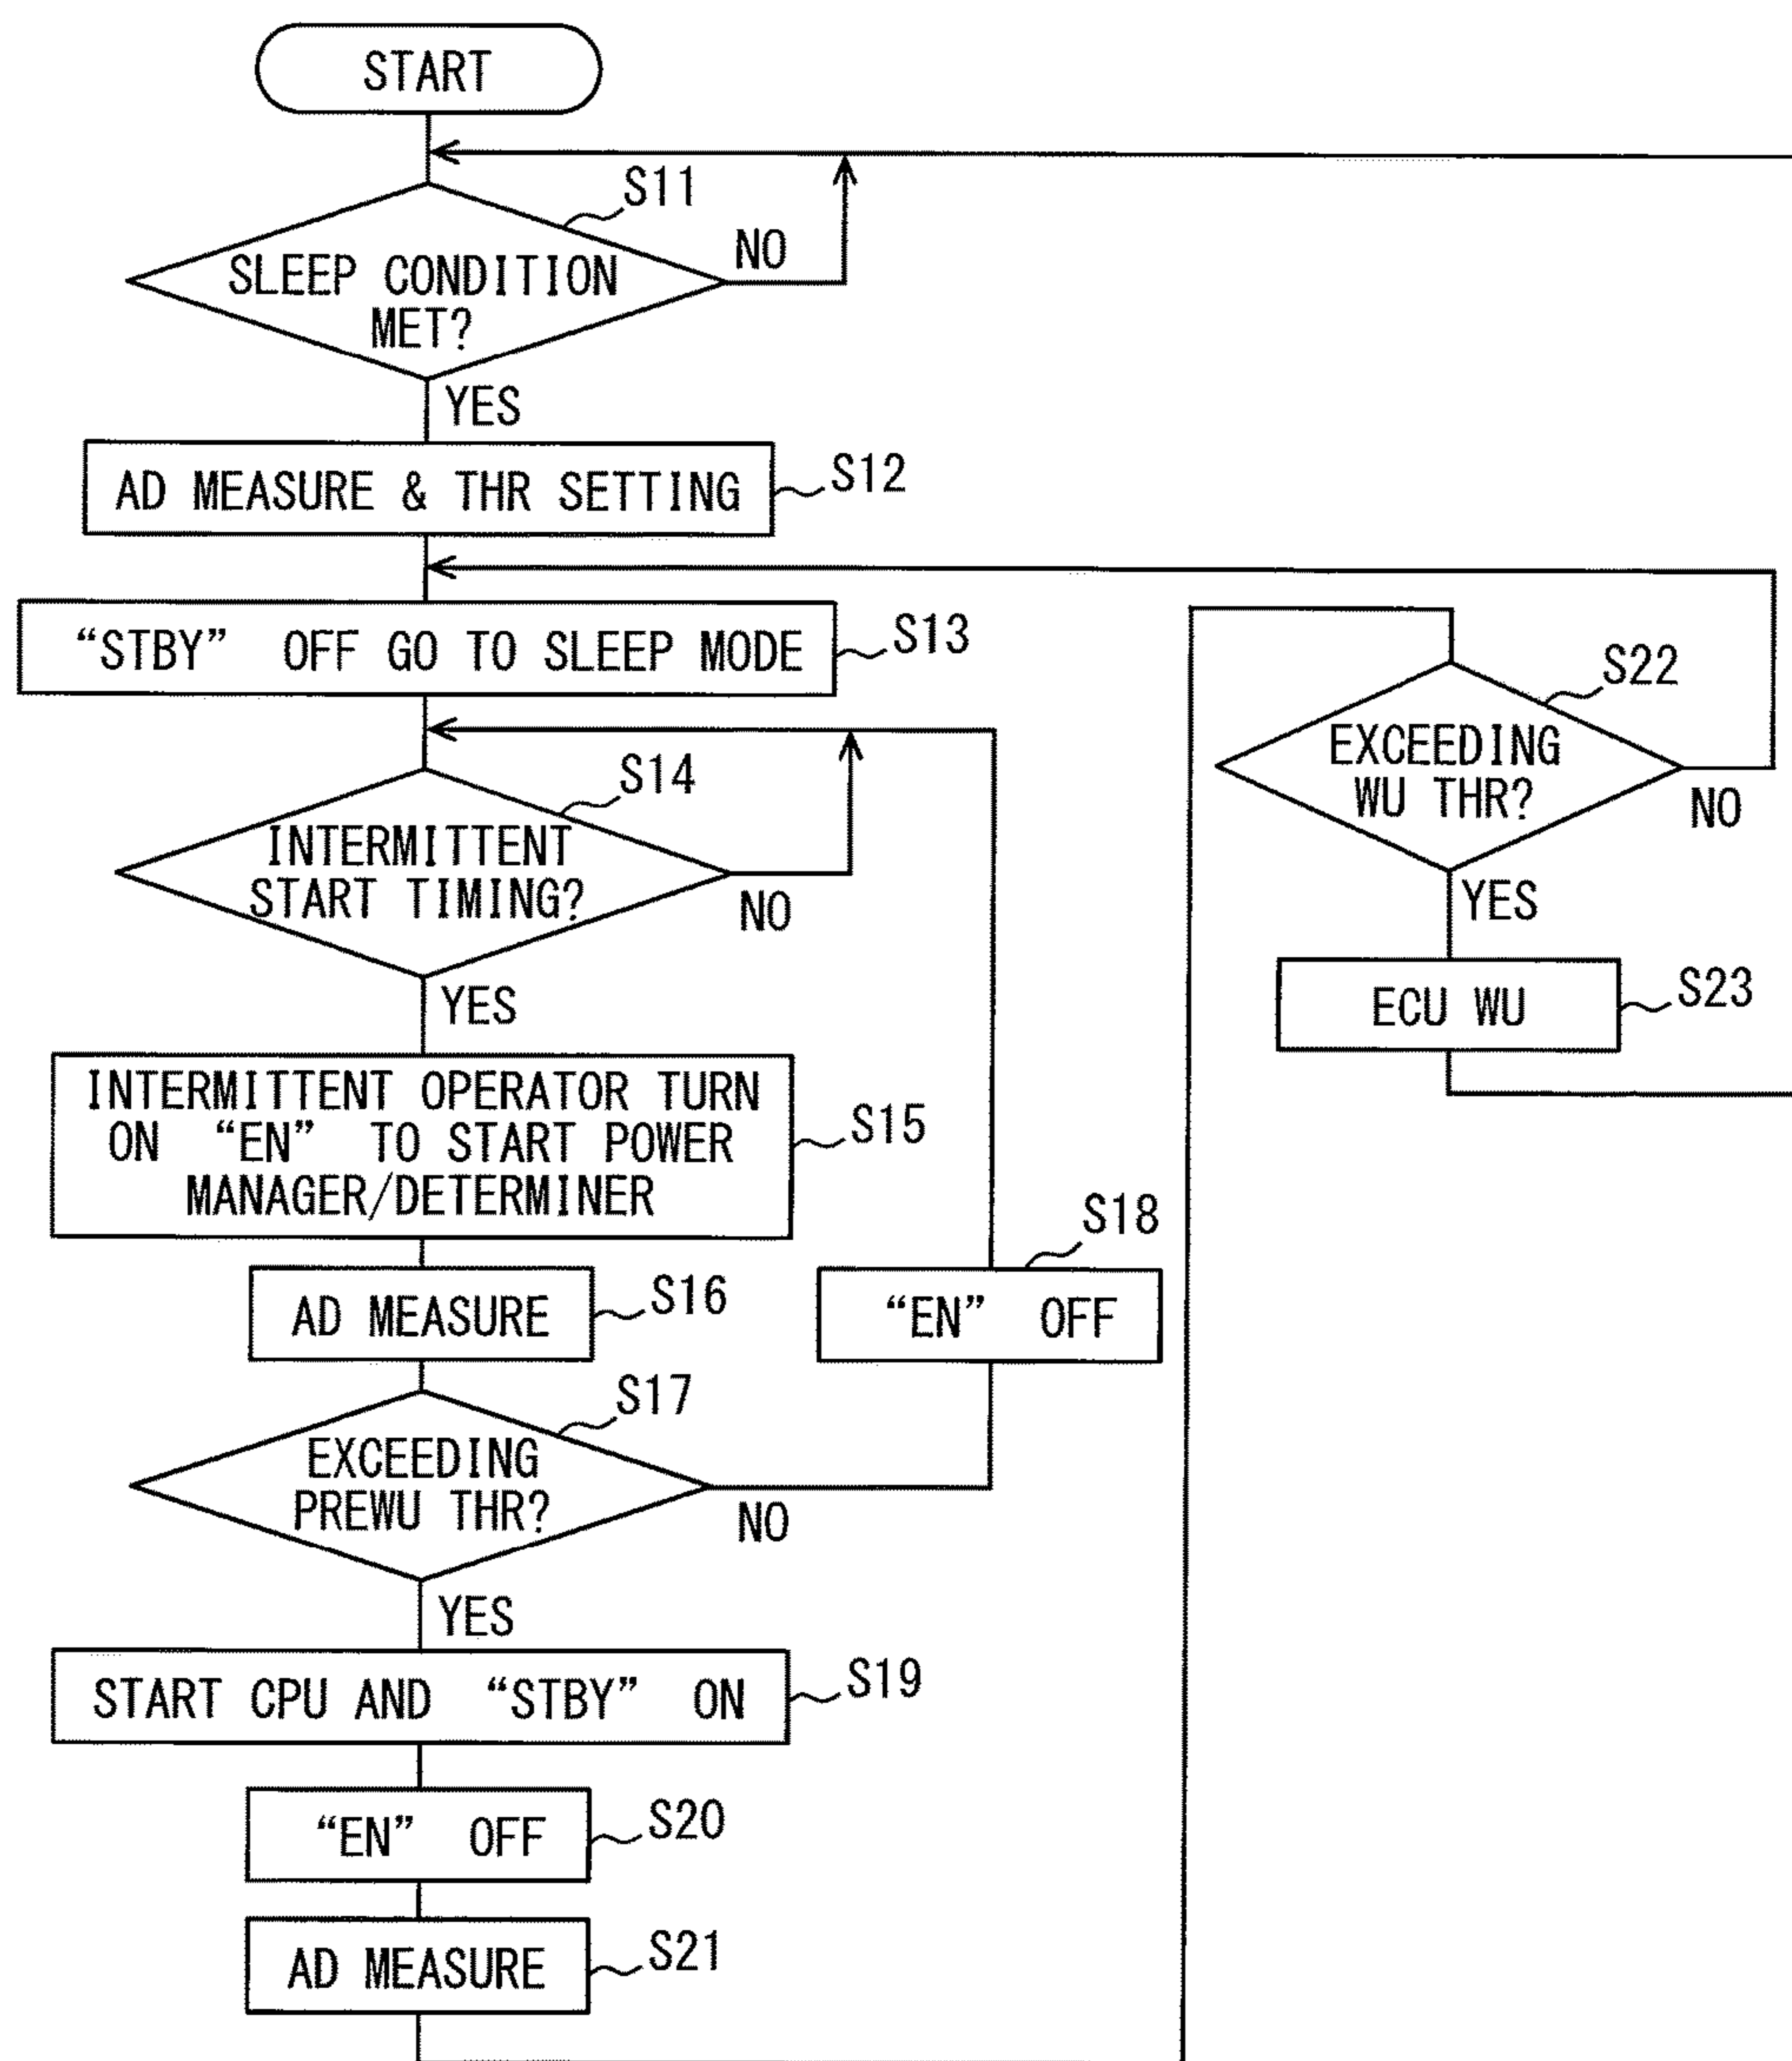 START
S11
SLEEP CONDITION
MET?
NO
YES
AD MEASURE & THR SETTING
S12
“STBY” OFF GO TO SLEEP MODE
S13
S14
INTERMITTENT
START TIMING?
NO
YES
INTERMITTENT OPERATOR TURN
ON “EN” TO START POWER
MANAGER/DETERMINER
S15
AD MEASURE
S16
S17
EXCEEDING
PREWU THR?
NO
S18
“EN” OFF
YES
START CPU AND “STBY” ON
S19
“EN” OFF
S20
AD MEASURE
S21
S22
EXCEEDING
WU THR?
NO
YES
ECU WU
S23